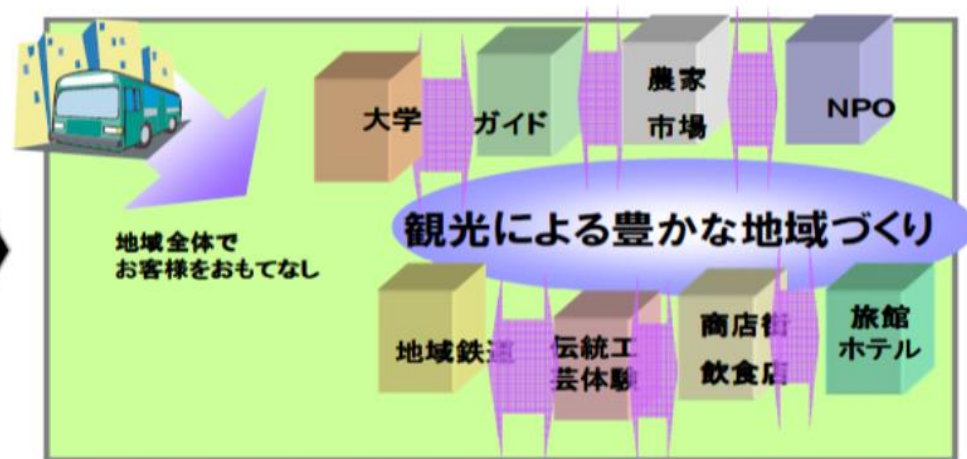 大学
ガイド
農家
市場
NPO
観光による豊かな地域づくり
地域全体で
お客様をおもてなし
地域鉄道
伝統工
芸体験
商店街
飲食店
旅館
ホテル